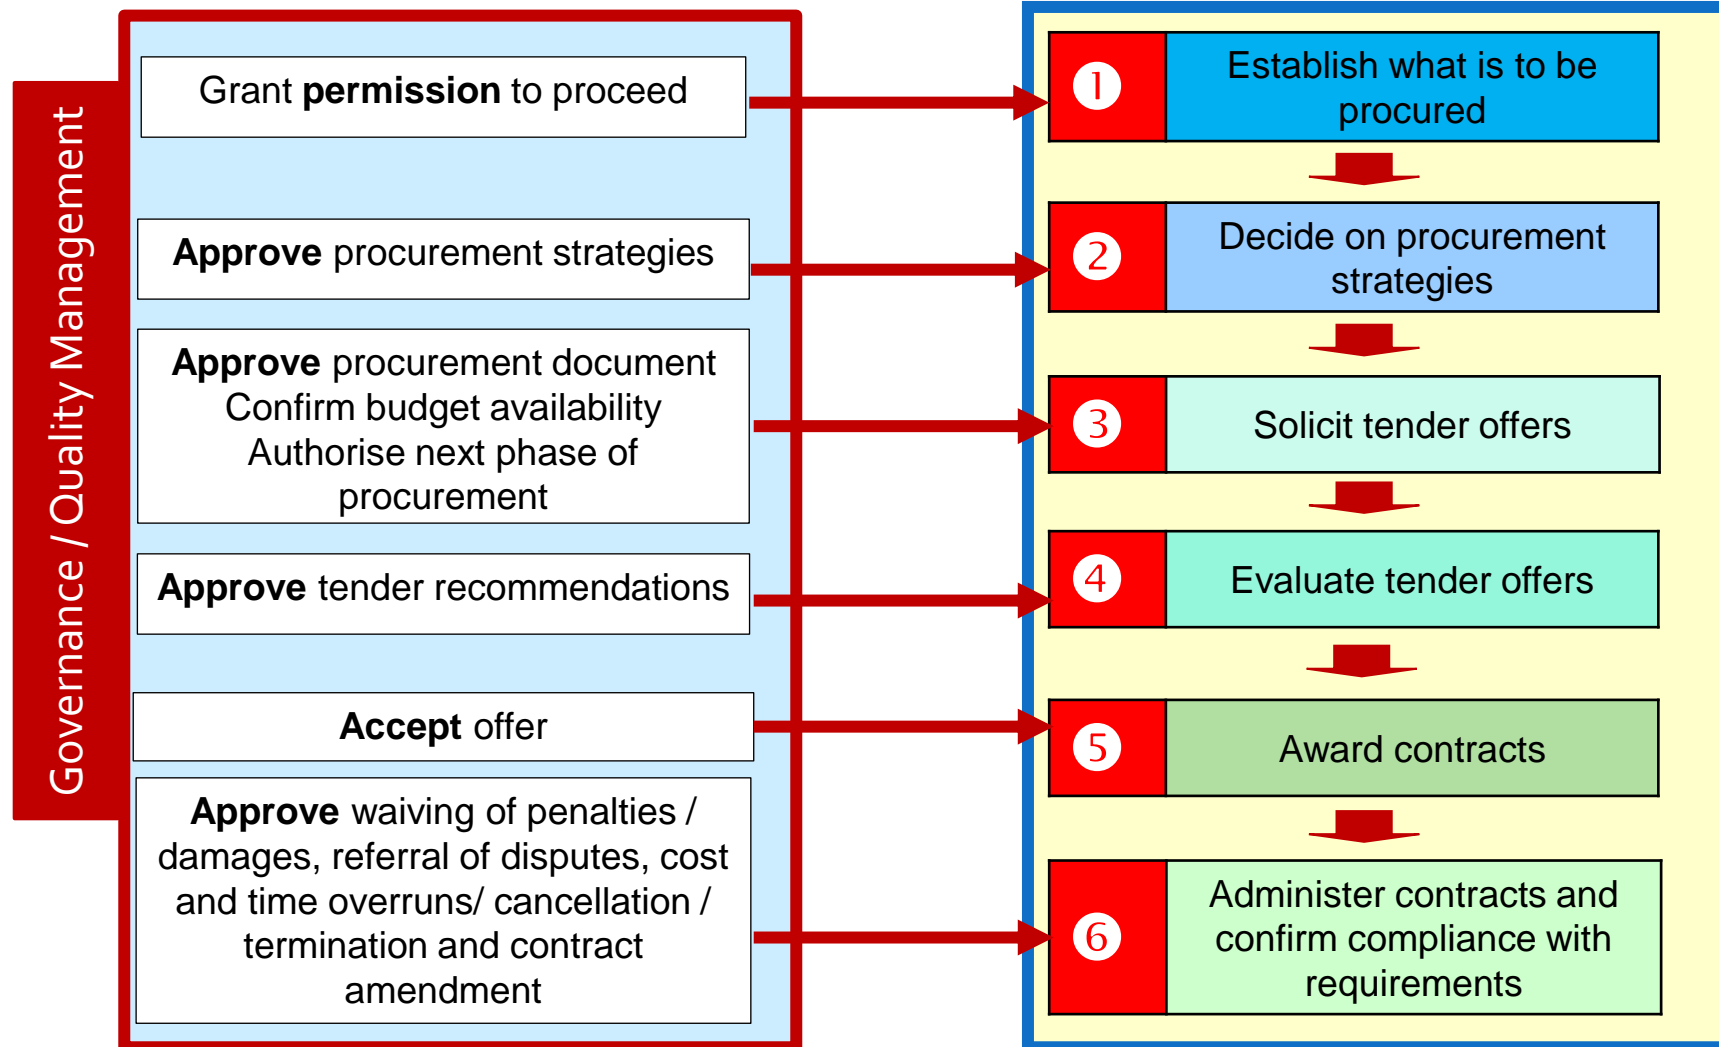 Governance / Quality Management
Grant permission to proceed
Approve procurement strategies
Approve procurement document
Confirm budget availability
Authorise next phase of
procurement
Approve tender recommendations
Accept offer
Approve waiving of penalties /
damages, referral of disputes, cost
and time overruns/ cancellation /
termination and contract
amendment
1
Establish what is to be
procured
2
Decide on procurement
strategies
3
Solicit tender offers
4
Evaluate tender offers
5
Award contracts
6
Administer contracts and
confirm compliance with
requirements